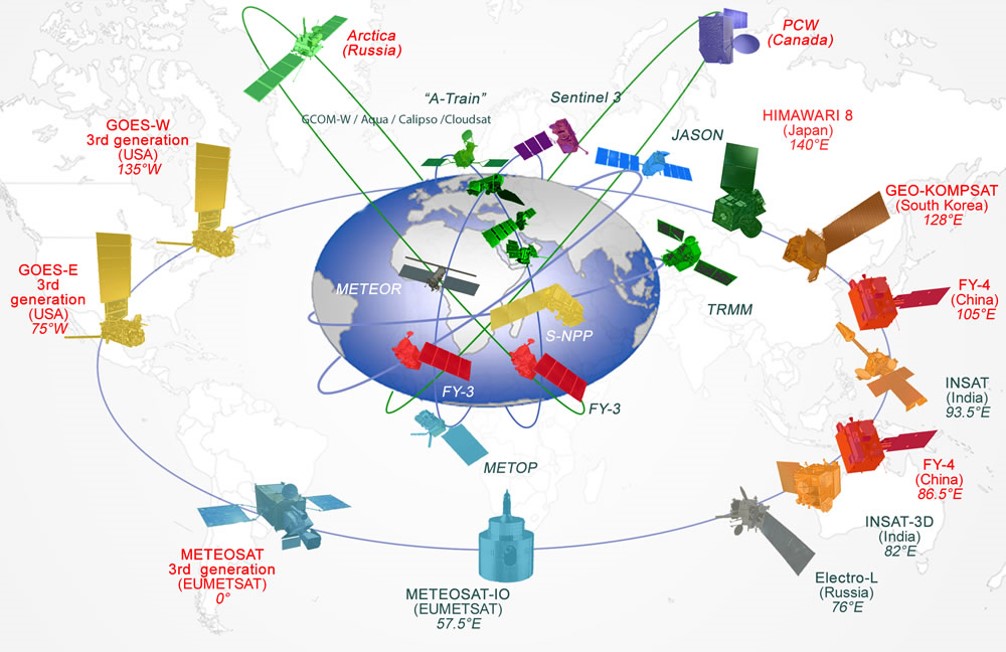 Arctica
(Russia)
PCW
(Canada)
“A-Train”
GCOM-W / Aqua / Calipso /Cloudsat
Sentinel 3
JASON
HIMAWARI 8
(Japan)
140°E
GOES-W
3rd generation
(USA)
135°W
GEO-KOMPSAT
(South Korea)
128°E
GOES-E
3rd
generation
(USA)
75°W
METEOR
TRMM
FY-4
(China)
105°E
S-NPP
FY-3
FY-3
INSAT
(India)
93.5°E
METOP
FY-4
(China)
86.5°E
INSAT-3D
(India)
82°E
METEOSAT
3rd generation
(EUMETSAT)
0°
METEOSAT-IO
(EUMETSAT)
57.5°E
Electro-L
(Russia)
76°E